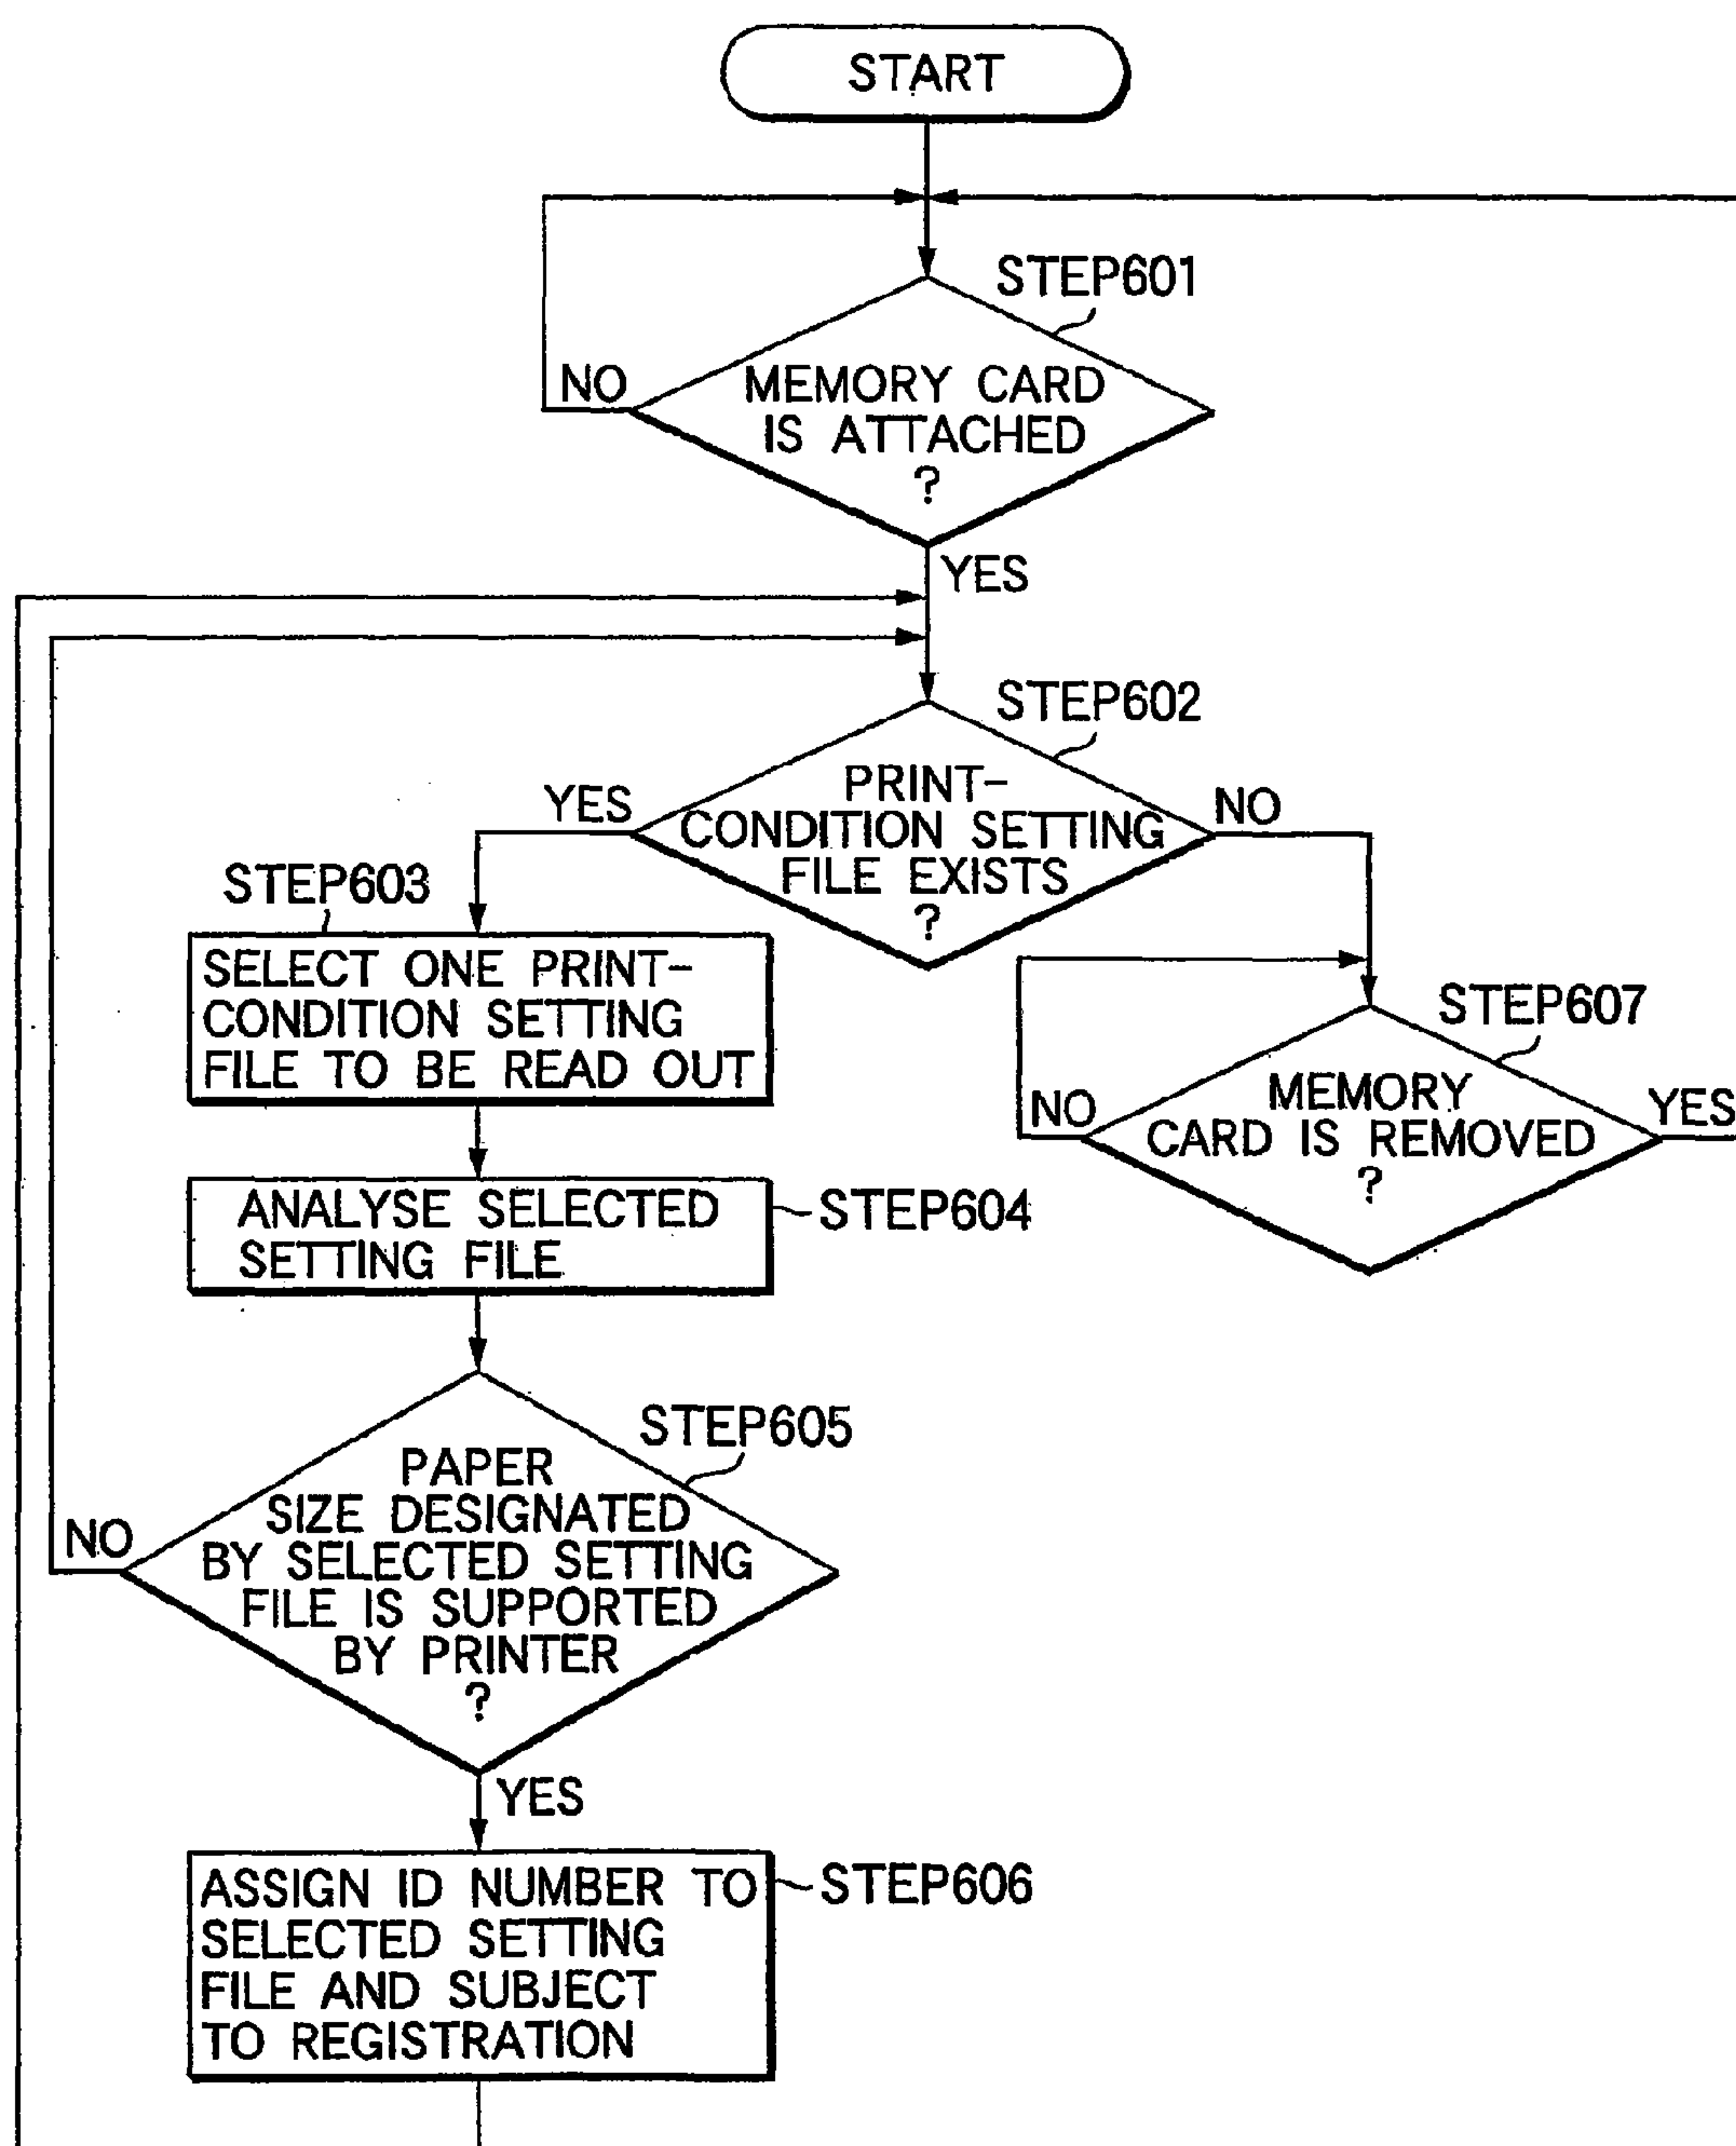 START
STEP601
NO
MEMORY CARD
IS ATTACHED
?
YES
STEP602
YES
PRINT-
CONDITION SETTING
FILE EXISTS
?
NO
STEP603
SELECT ONE PRINT-
CONDITION SETTING
FILE TO BE READ OUT
STEP607
NO
MEMORY
CARD IS REMOVED
?
YES
ANALYSE SELECTED
SETTING FILE
STEP604
STEP605
NO
PAPER
SIZE DESIGNATED
BY SELECTED SETTING
FILE IS SUPPORTED
BY PRINTER
?
YES
ASSIGN ID NUMBER TO
SELECTED SETTING
FILE AND SUBJECT
TO REGISTRATION
STEP606